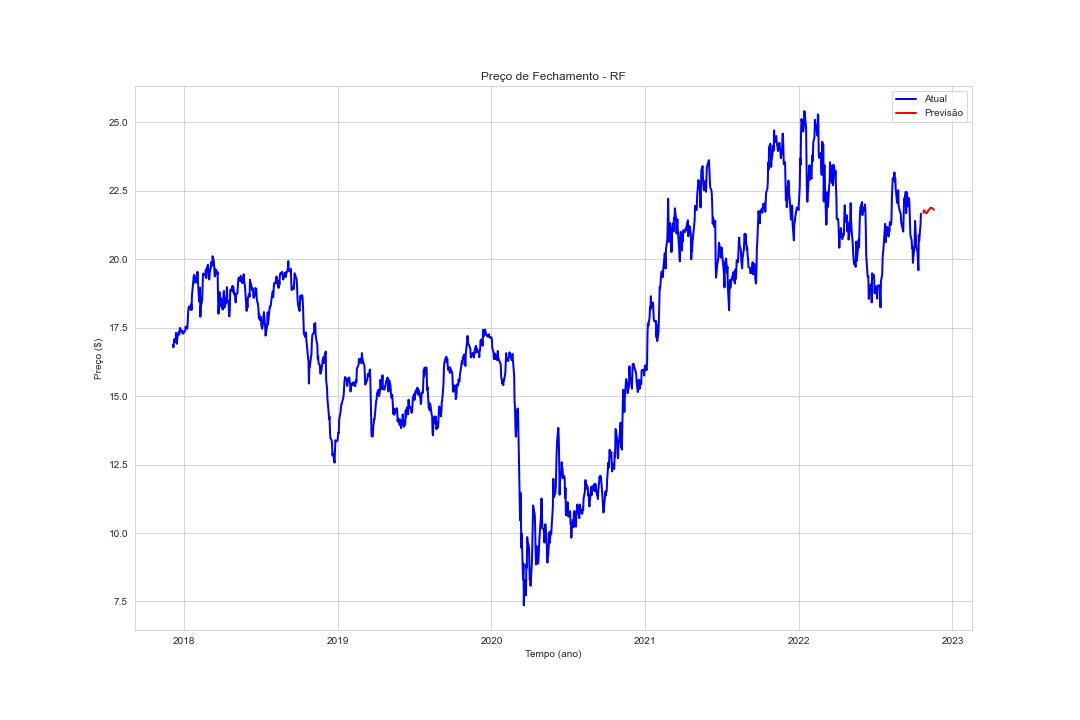 Preço de Fechamento - RF
Atual
Previsão
25.0
22.5
20.0
17.5
15.0
12.5
10.0
7.5
Preço ($)
2018 2019 2020 2021 2022 2023
Tempo (ano)